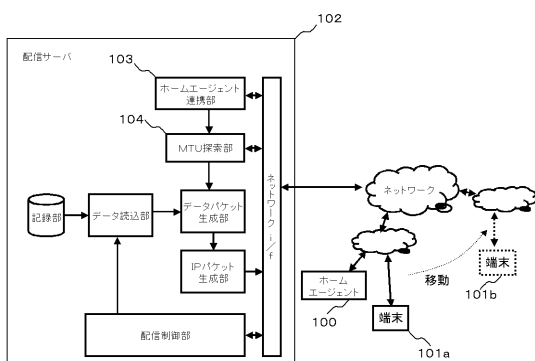 102
配信サーバ
103
ホームエージェント
連携部
104
MTU探索部
記録部
データ読込部
データパケット
生成部
IPパケット
生成部
配信制御部
ネットワークi/f
ネットワーク
ホーム
エージェント
100
端末
101a
移動
端末
101b